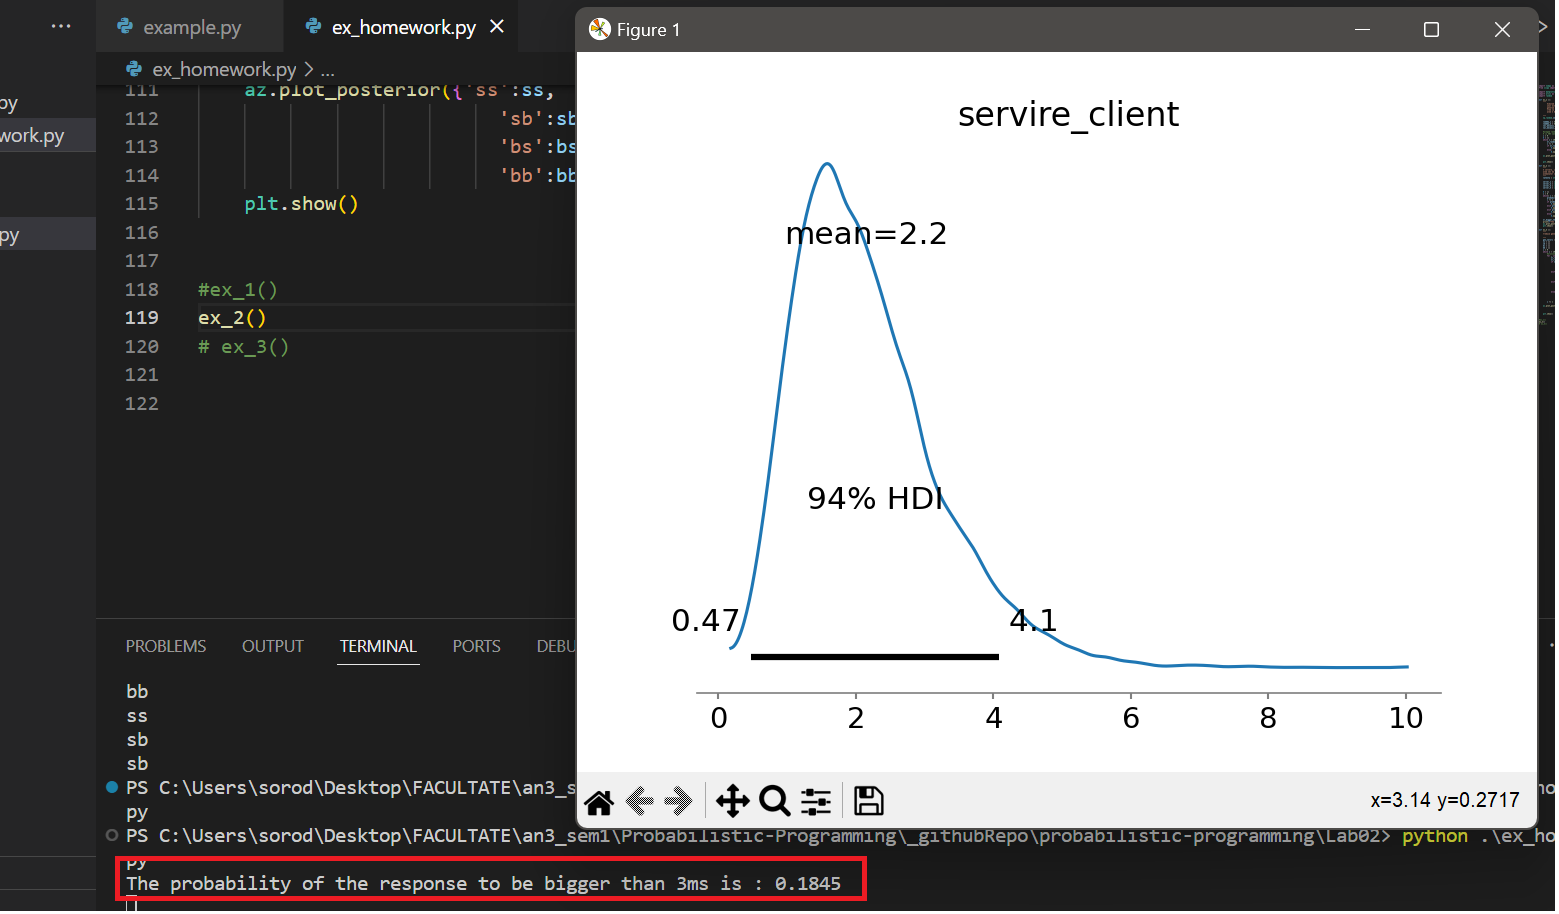 ...
example.py
ex_homework.py
ex_homework.py > ...
py
work.py
py
111 az.plot_posterior({'ss':ss,
112 'sb':sb
113 'bs':bs
114 'bb':bb
115 plt.show()
116
117
118 #ex_1()
119 ex_2()
120 # ex_3()
121
122
PROBLEMS OUTPUT TERMINAL PORTS DEBU
bb
ss
sb
sb
PS C:\Users\sorod\Desktop\FACULTATE\an3_s
py
PS C:\Users\sorod\Desktop\FACULTATE\an3_sem1\Probabilistic-Programming\_githubRepo\probabilistic-programming\Lab02> python .\ex_ho
py
The probability of the response to be bigger than 3ms is : 0.1845
Figure 1
servire_client
mean=2.2
94% HDI
0.47
4.1
0 2 4 6 8 10
x=3.14 y=0.2717